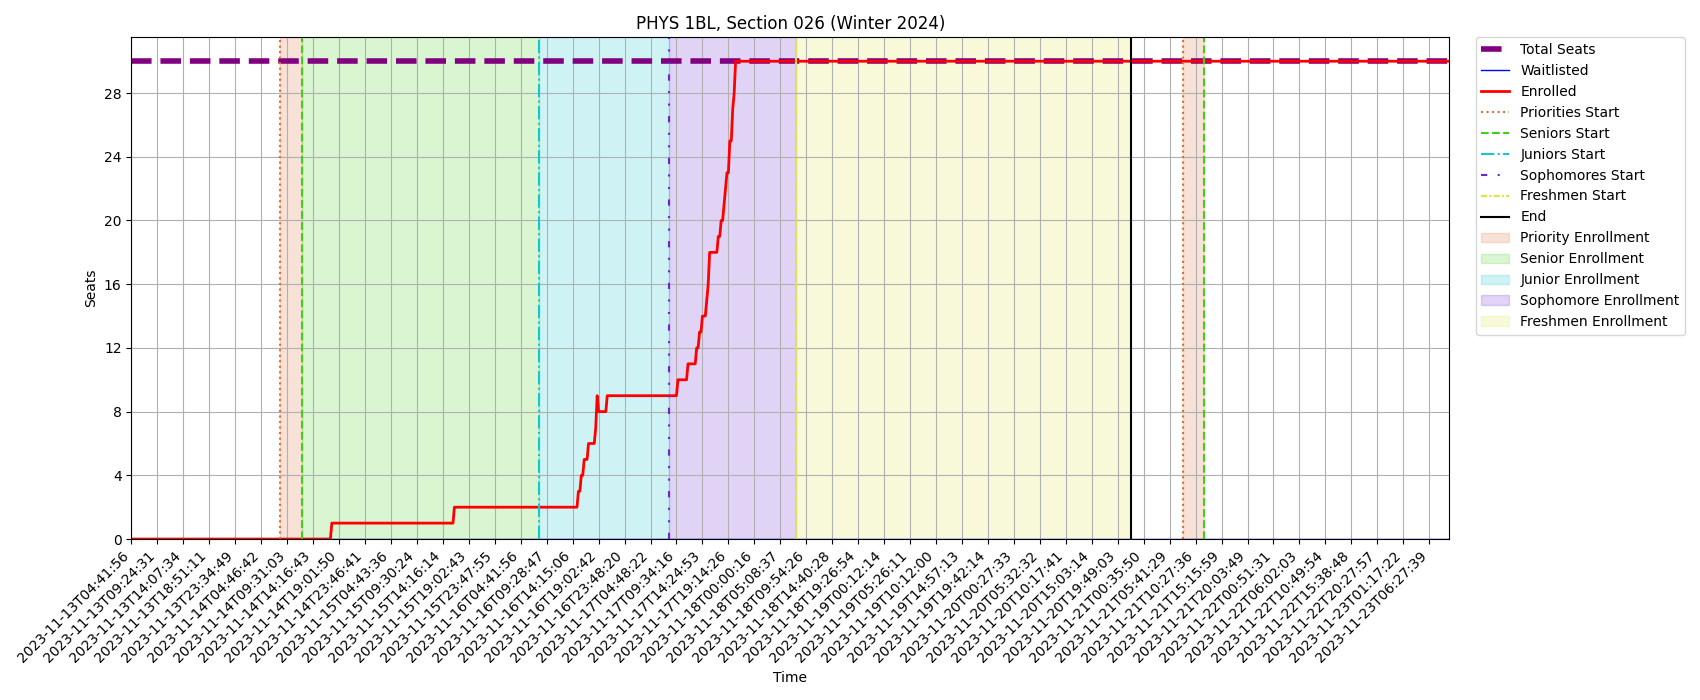 PHYS 1BL, Section 026 (Winter 2024)
Seats
28
24
20
16
12
8
4
0
2023-11-13T04:41:56
2023-11-13T09:24:31
2023-11-13T14:07:34
2023-11-13T18:51:11
2023-11-13T23:34:49
2023-11-14T04:46:42
2023-11-14T09:31:03
2023-11-14T14:16:43
2023-11-14T19:01:50
2023-11-14T23:46:41
2023-11-15T04:43:36
2023-11-15T09:30:24
2023-11-15T14:16:14
2023-11-15T19:02:43
2023-11-15T23:47:55
2023-11-16T04:41:56
2023-11-16T09:28:47
2023-11-16T14:15:06
2023-11-16T19:02:42
2023-11-16T23:48:20
2023-11-17T04:48:22
2023-11-17T09:34:16
2023-11-17T14:24:53
2023-11-17T19:14:26
2023-11-18T00:00:16
2023-11-18T05:08:37
2023-11-18T09:54:26
2023-11-18T14:40:28
2023-11-18T19:26:54
2023-11-19T00:12:14
2023-11-19T05:26:11
2023-11-19T10:12:00
2023-11-19T14:57:13
2023-11-19T19:42:14
2023-11-20T00:27:33
2023-11-20T05:32:32
2023-11-20T10:17:41
2023-11-20T15:03:14
2023-11-20T19:49:03
2023-11-21T00:35:50
2023-11-21T05:41:29
2023-11-21T10:27:36
2023-11-21T15:15:59
2023-11-21T20:03:49
2023-11-22T00:51:31
2023-11-22T06:02:03
2023-11-22T10:49:54
2023-11-22T15:38:48
2023-11-22T20:27:57
2023-11-23T01:17:22
2023-11-23T06:27:39
Time
Total Seats
Waitlisted
Enrolled
Priorities Start
Seniors Start
Juniors Start
Sophomores Start
Freshmen Start
End
Priority Enrollment
Senior Enrollment
Junior Enrollment
Sophomore Enrollment
Freshmen Enrollment